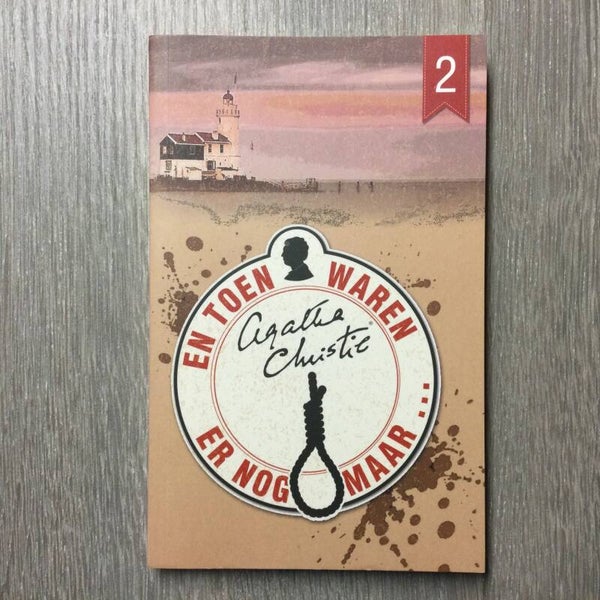 2
EN TOEN WAREN
Agatha
Christie®
ER NOG MAAR...